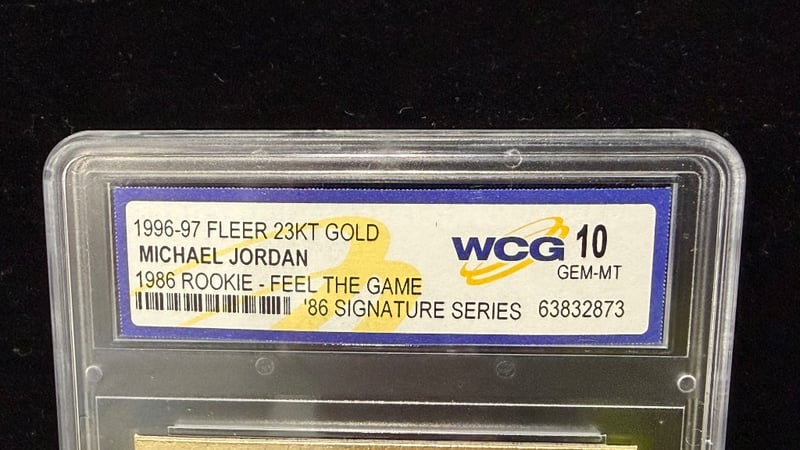 1996-97 FLEER 23KT GOLD
MICHAEL JORDAN
1986 ROOKIE - FEEL THE GAME
'86 SIGNATURE SERIES 63832873
WCG 10
GEM-MT